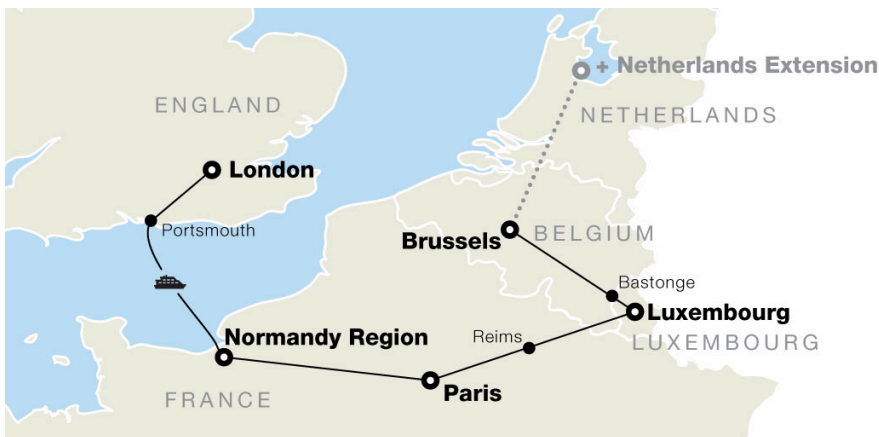 + Netherlands Extension
ENGLAND
NETHERLANDS
London
Portsmouth
Brussels
BELGIUM
Bastonge
Luxembourg
Normandy Region
Reims
LUXEMBOURG
Paris
FRANCE